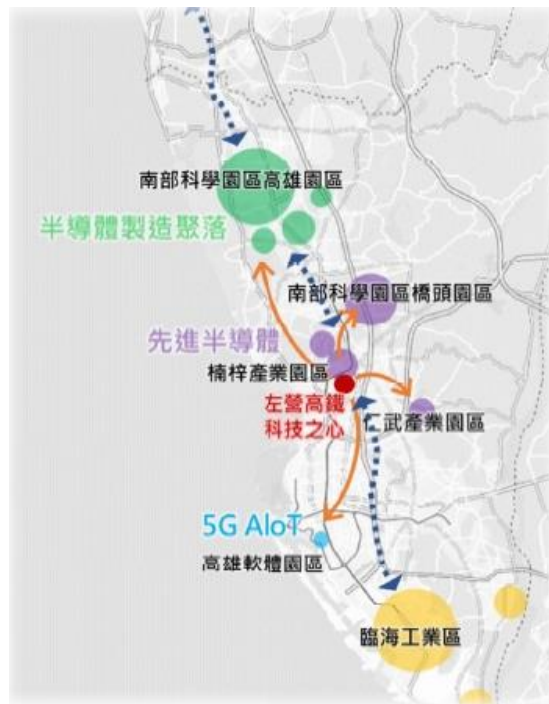 南部科學園區高雄園區
半導體製造聚落
南部科學園區橋頭園區
先進半導體
楠梓產業園區
左營高鐵
科技之心
仁武產業園區
5G AIoT
高雄軟體園區
臨海工業區